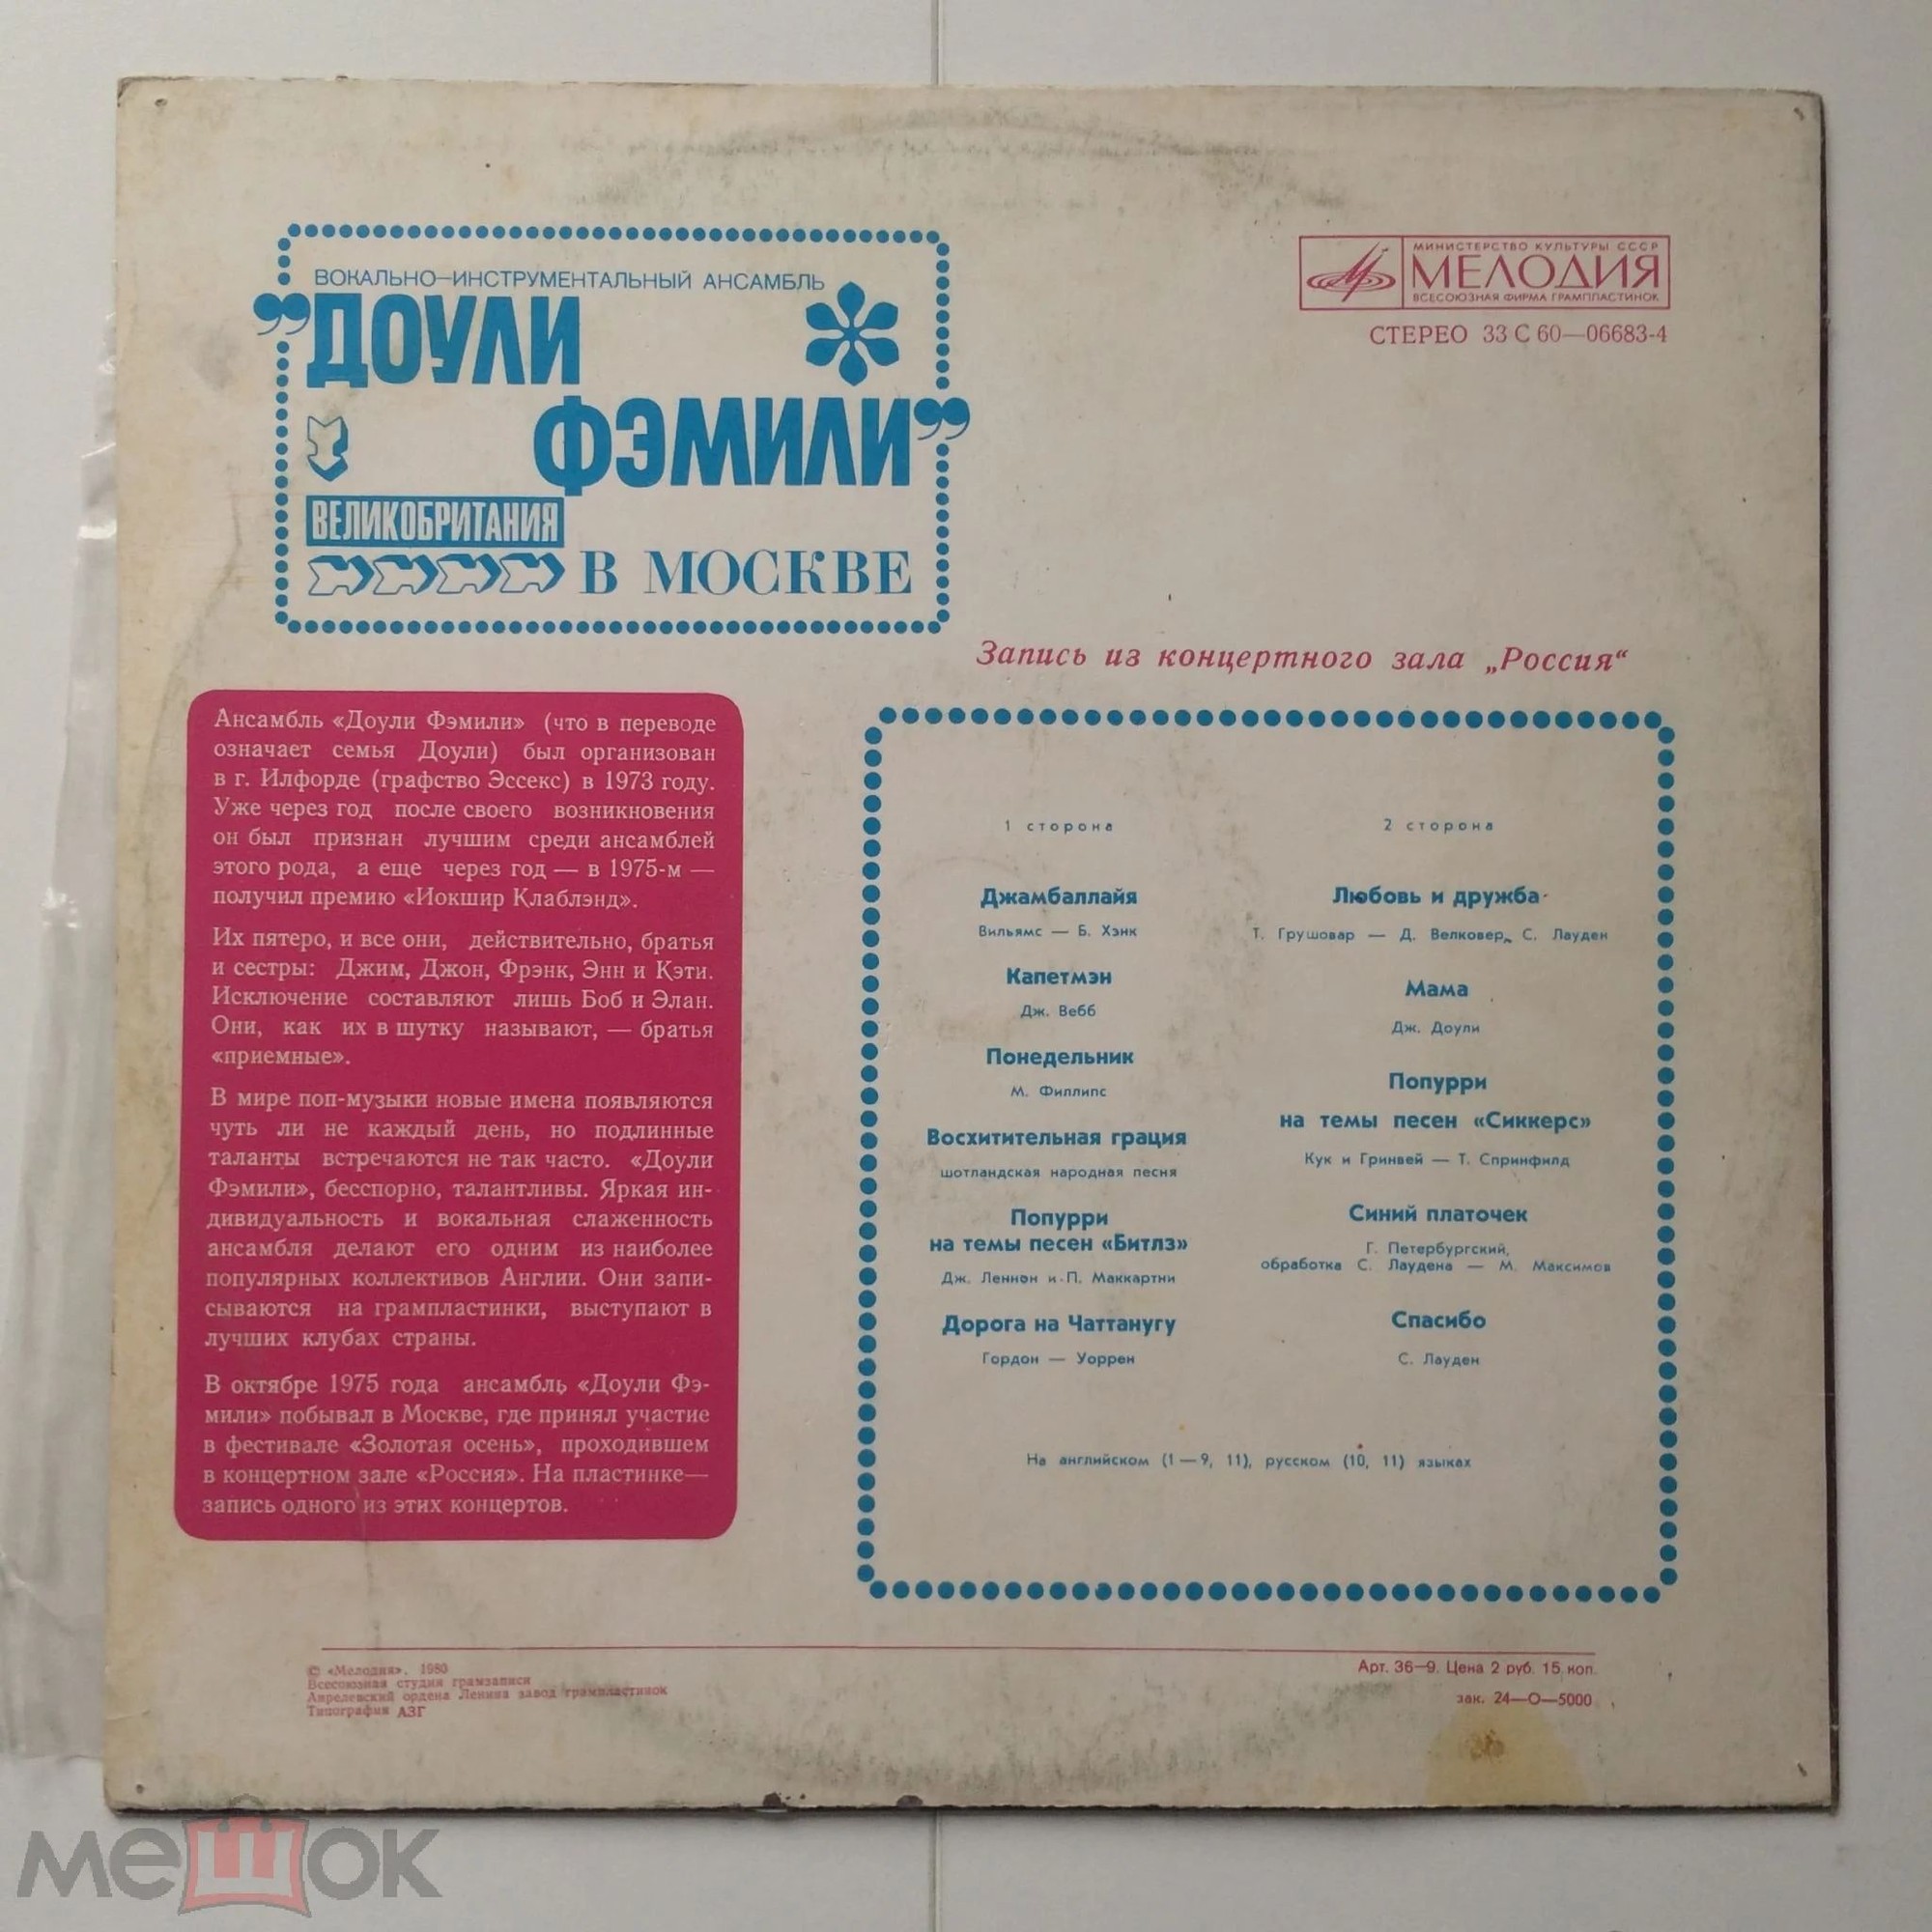 ВОКАЛЬНО—ИНСТРУМЕНТАЛЬНЫЙ АНСАМБЛЬ
"ДОУЛИ
ФЭМИЛИ"
ВЕЛИКОБРИТАНИЯ
В МОСКВЕ
МИНИСТЕРСТВО КУЛЬТУРЫ СССР
МЕЛОДИЯ
ВСЕСОЮЗНАЯ ФИРМА ГРАМПЛАСТИНОК
СТЕРЕО 33 С 60—06683-4
Запись из концертного зала „Россия“
Ансамбль «Доули Фэмили» (что в переводе
означает семья Доули) был организован
в г. Илфорде (графство Эссекс) в 1973 году.
Уже через год после своего возникновения
он был признан лучшим среди ансамблей
этого рода, а еще через год — в 1975-м —
получил премию «Иокшир Клаблэнд».
Их пятеро, и все они, действительно, братья
и сестры: Джим, Джон, Фрэнк, Энн и Кэти.
Исключение составляют лишь Боб и Элан.
Они, как их в шутку называют, — братья
«приемные».
В мире поп-музыки новые имена появляются
чуть ли не каждый день, но подлинные
таланты встречаются не так часто. «Доули
Фэмили», бесспорно, талантливы. Яркая ин-
дивидуальность и вокальная слаженность
ансамбля делают его одним из наиболее
популярных коллективов Англии. Они запи-
сываются на грампластинки, выступают в
лучших клубах страны.
В октябре 1975 года ансамбль «Доули Фэ-
мили» побывал в Москве, где принял участие
в фестивале «Золотая осень», проходившем
в концертном зале «Россия». На пластинке—
запись одного из этих концертов.
1 сторона
Джамбаллайя
Вильямс — Б. Хэнк
Капетмэн
Дж. Вебб
Понедельник
М. Филлипс
Восхитительная грация
шотландская народная песня
Попурри
на темы песен «Битлз»
Дж. Леннон и П. Маккартни
Дорога на Чаттанугу
Гордон — Уоррен
2 сторона
Любовь и дружба
Т. Грушовар — Д. Велковер, С. Лауден
Мама
Дж. Доули
Попурри
на темы песен «Сиккерс»
Кук и Гринвей — Т. Спринфилд
Синий платочек
Г. Петербургский,
обработка С. Лаудена — М. Максимов
Спасибо
С. Лауден
На английском (1—9, 11), русском (10, 11) языках
© «Мелодия». 1980
Всесоюзная студия грамзаписи
Апрелевский ордена Ленина завод грампластинок
Типография АЗГ
Арт. 36—9. Цена 2 руб. 15 коп.
зак. 24—О—5000
мешок